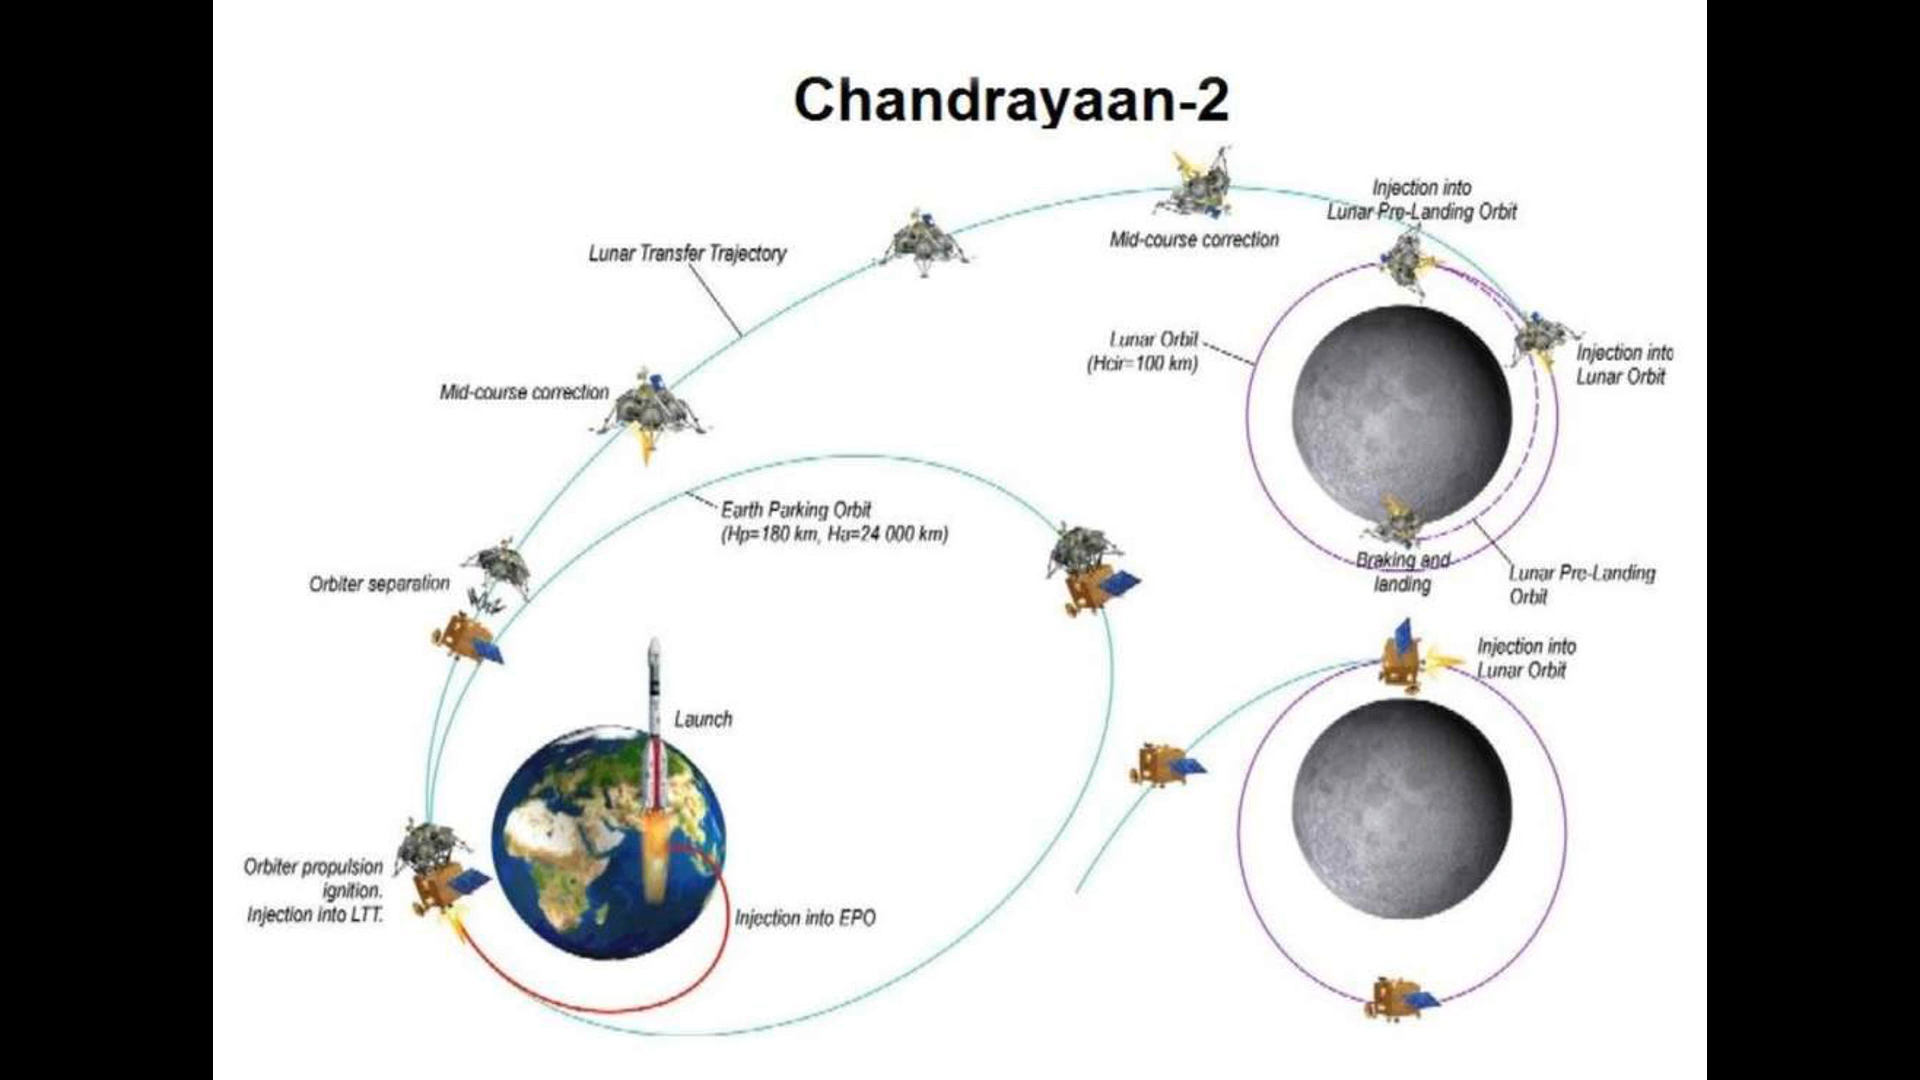 Chandrayaan-2
Injection into
Lunar Pre-Landing Orbit
Mid-course correction
Lunar Transfer Trajectory
Lunar Orbit
(Hcir=100 km)
Injection into
Lunar Orbit
Mid-course correction
Earth Parking Orbit
(Hp=180 km, Ha=24 000 km)
Braking and
landing
Lunar Pre-Landing
Orbit
Orbiter separation
Injection into
Lunar Orbit
Launch
Orbiter propulsion
ignition.
Injection into LTT.
Injection into EPO